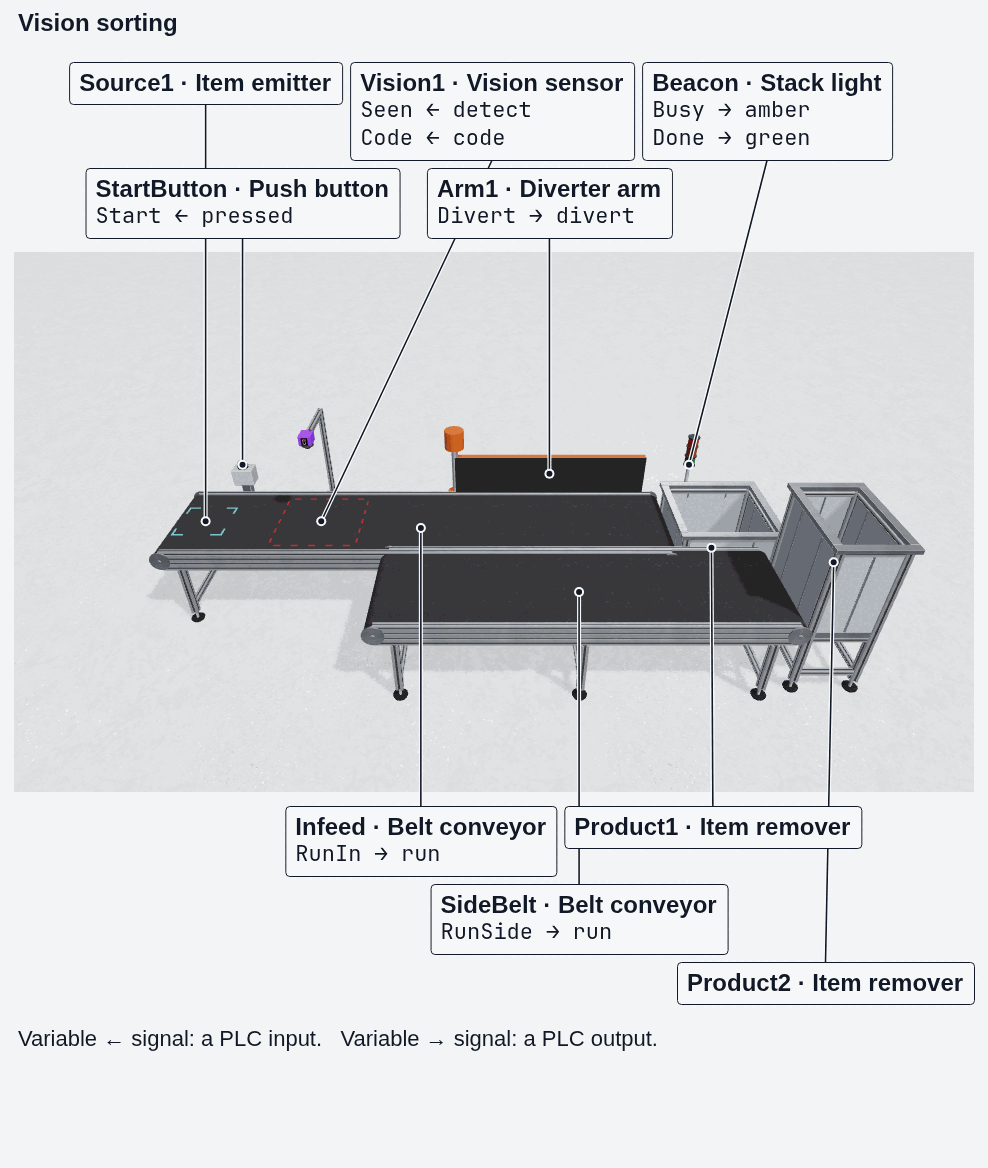 Vision sorting
Source1 · Item emitter
Vision1 · Vision sensor
Seen ← detect
Code ← code
Beacon · Stack light
Busy → amber
Done → green
StartButton · Push button
Start ← pressed
Arm1 · Diverter arm
Divert → divert
Infeed · Belt conveyor
RunIn → run
Product1 · Item remover
SideBelt · Belt conveyor
RunSide → run
Product2 · Item remover
Variable ← signal: a PLC input. Variable → signal: a PLC output.